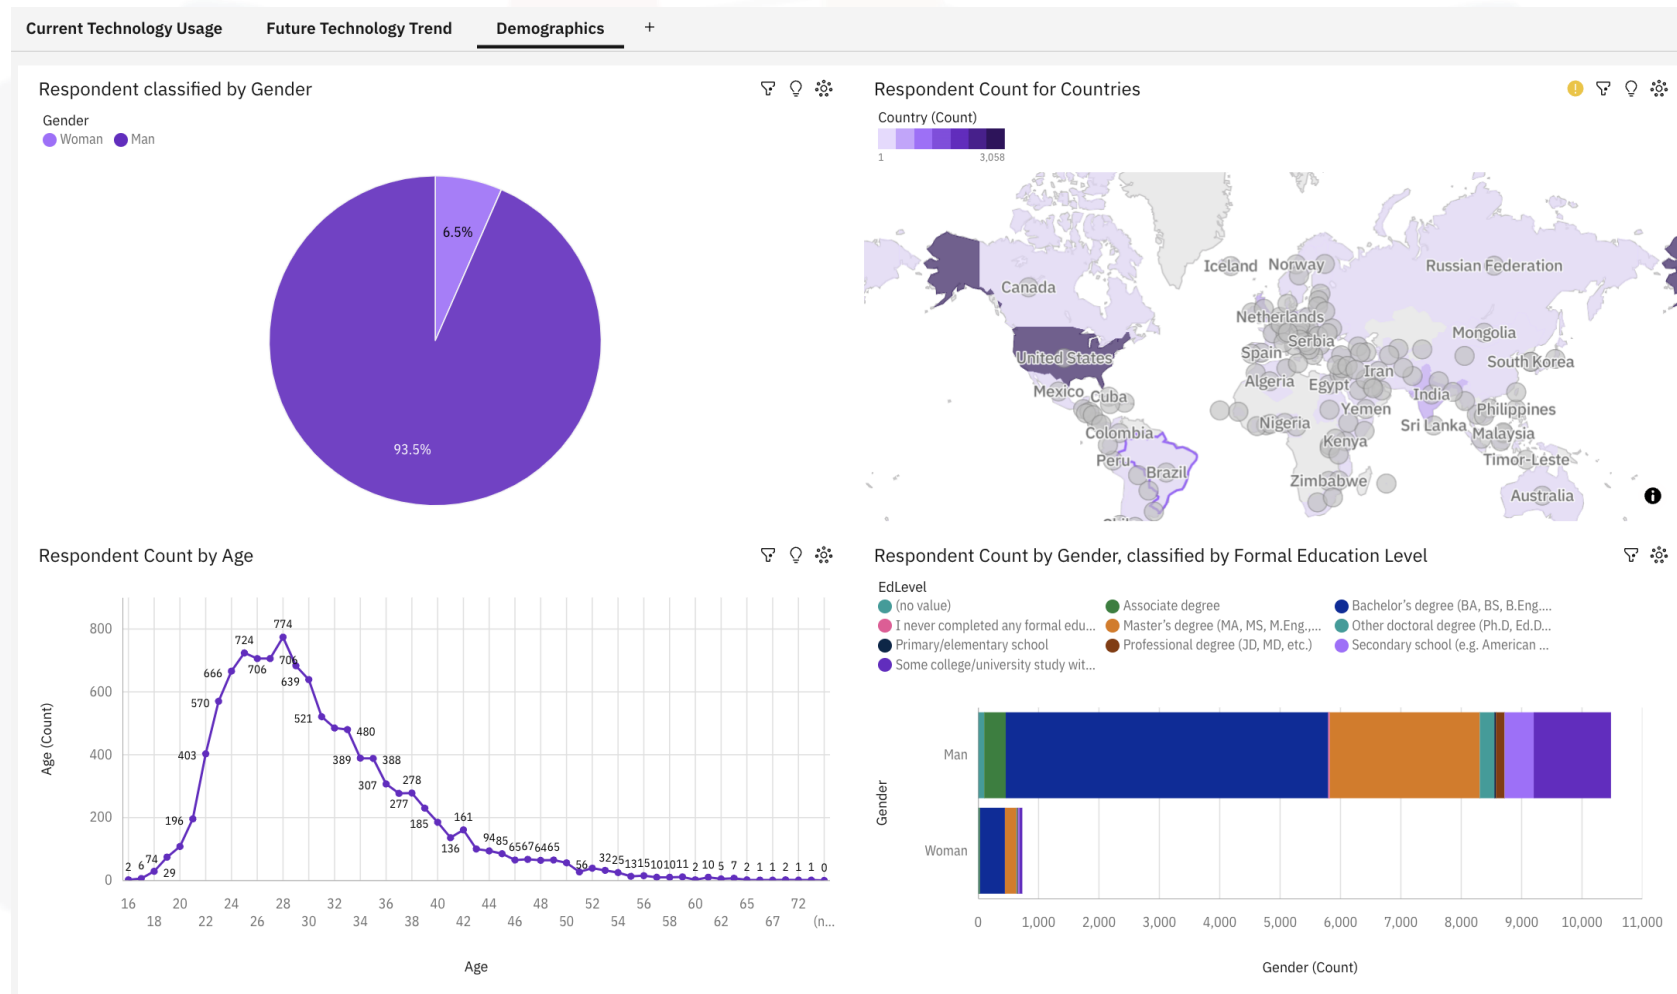 Current Technology Usage Future Technology Trend Demographics +
Respondent classified by Gender
Gender
Woman Man
6.5%
93.5%
Respondent Count for Countries
Country (Count)
1 3,058
Iceland Norway Russian Federation
Canada
Netherlands
Serbia Mongolia
United States Spain South Korea
Iran
Algeria Egypt
Mexico Cuba India
Yemen Philippines
Nigeria Sri Lanka
Colombia Kenya Malaysia
Peru Timor-Leste
Brazil Zimbabwe
Australia
Respondent Count by Age
Age (Count)
800
600
400
200
0
2 6 74 29 196 403 570 666 724 706 774 706 639 521 480 389 388 307 277 278 185 136 161 94 85 65 67 64 65 56 32 25 13 15 10 10 11 2 10 5 7 2 1 1 2 1 1 0
16 20 24 28 32 36 40 44 48 52 56 60 65 72
18 22 26 30 34 38 42 46 50 54 58 62 67 (n...
Age
Respondent Count by Gender, classified by Formal Education Level
EdLevel
(no value) Associate degree Bachelor's degree (BA, BS, B.Eng....
I never completed any formal edu... Master's degree (MA, MS, M.Eng.,... Other doctoral degree (Ph.D, Ed.D...
Primary/elementary school Professional degree (JD, MD, etc.) Secondary school (e.g. American ...
Some college/university study wit...
Gender
Man
Woman
0 1,000 2,000 3,000 4,000 5,000 6,000 7,000 8,000 9,000 10,000 11,000
Gender (Count)